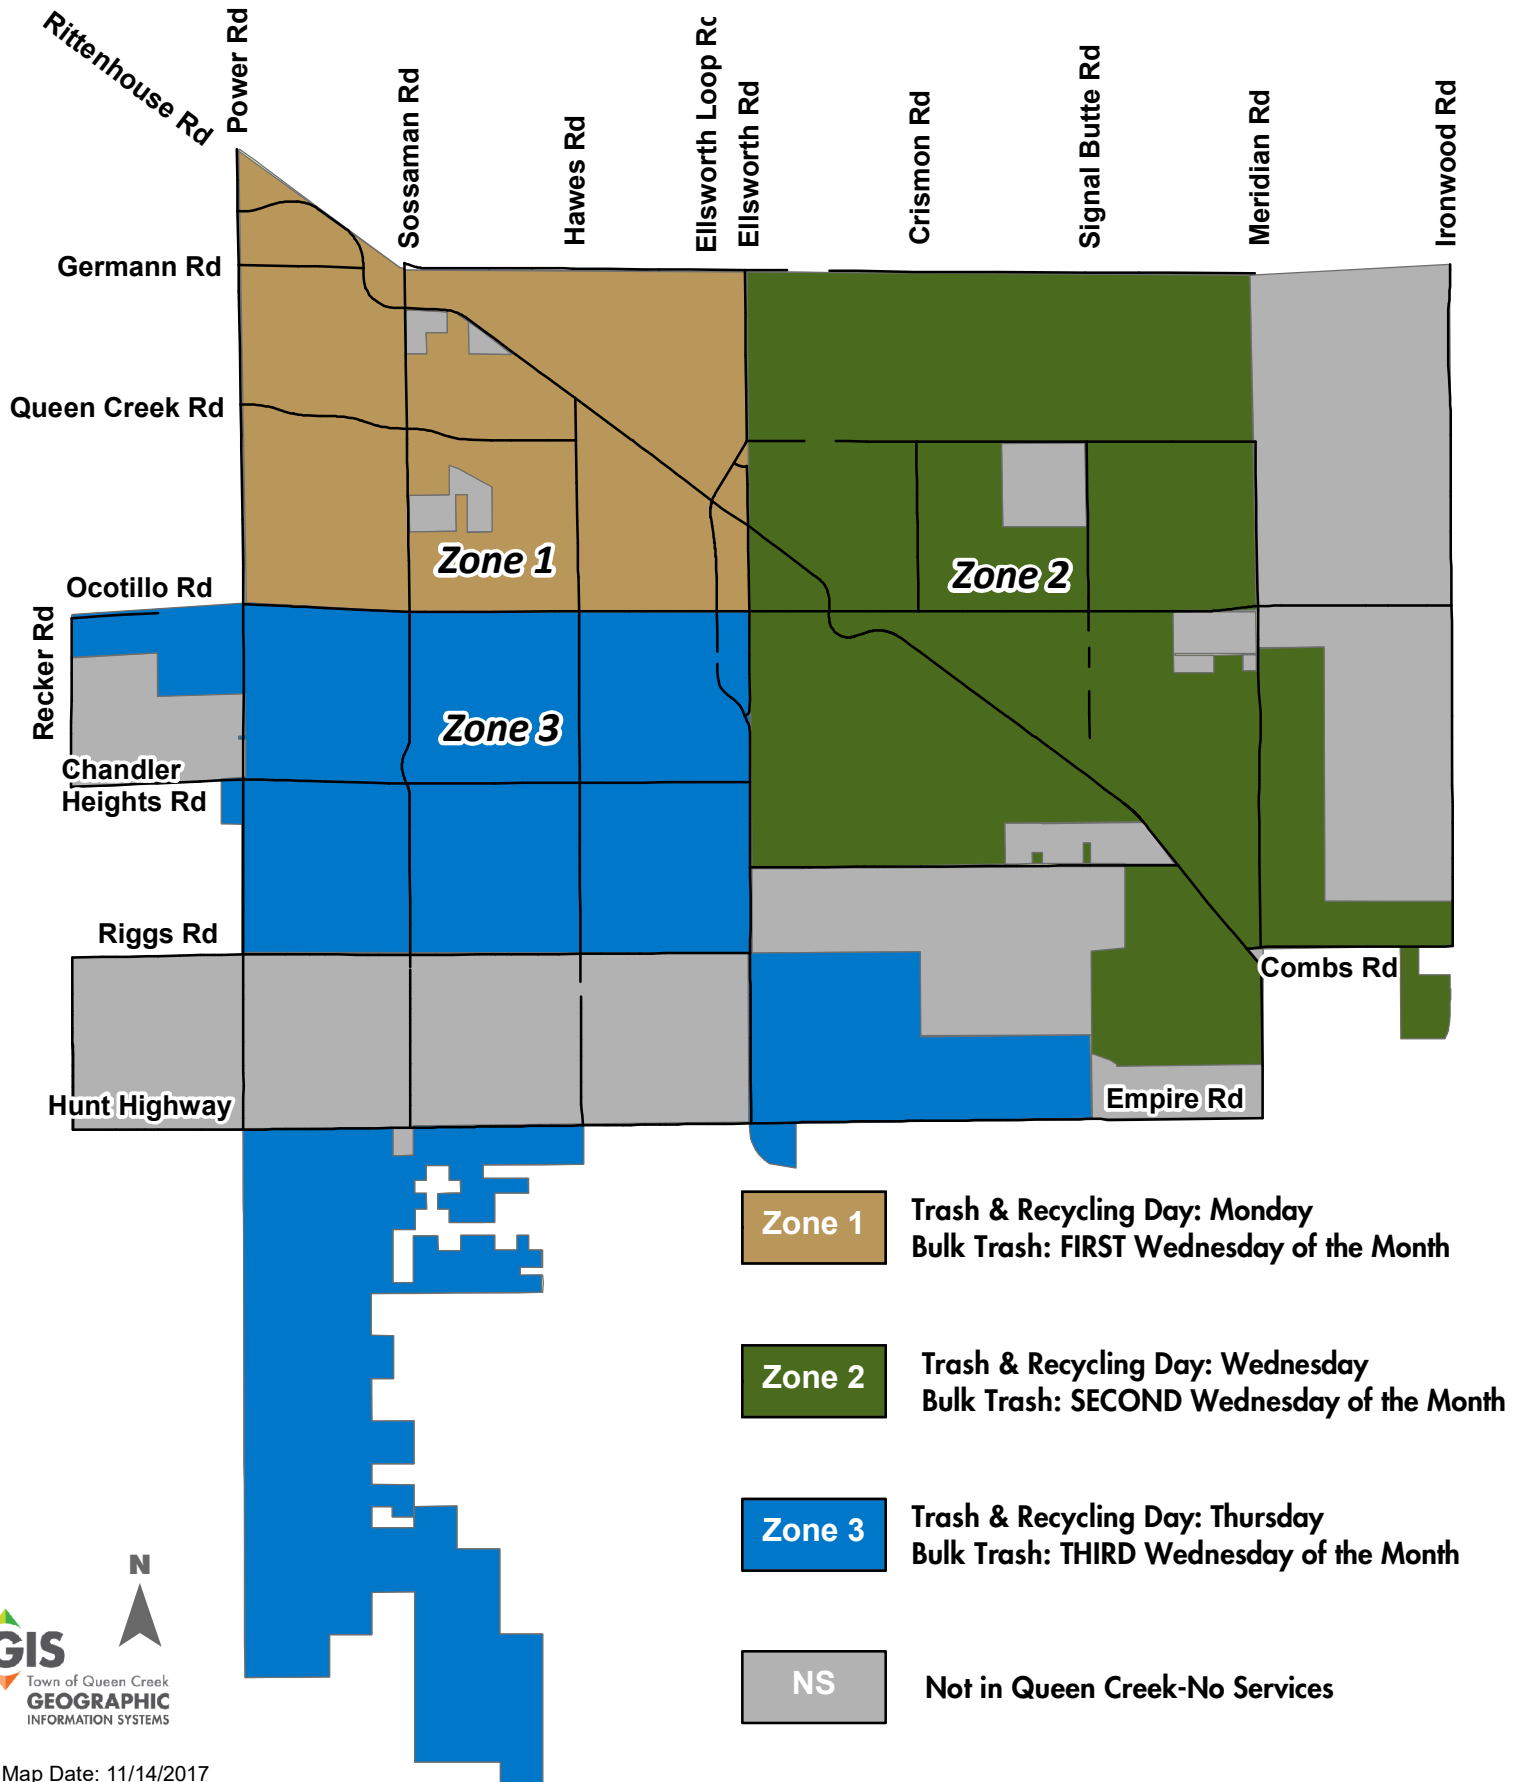 Rittenhouse Rd
Power Rd
Sossaman Rd
Hawes Rd
Ellsworth Loop Rd
Ellsworth Rd
Crismon Rd
Signal Butte Rd
Meridian Rd
Ironwood Rd
Germann Rd
Queen Creek Rd
Zone 1
Zone 2
Ocotillo Rd
Recker Rd
Zone 3
Chandler
Heights Rd
Riggs Rd
Combs Rd
Hunt Highway
Empire Rd
Zone 1
Trash & Recycling Day: Monday
Bulk Trash: FIRST Wednesday of the Month
Zone 2
Trash & Recycling Day: Wednesday
Bulk Trash: SECOND Wednesday of the Month
Zone 3
Trash & Recycling Day: Thursday
Bulk Trash: THIRD Wednesday of the Month
NS
Not in Queen Creek-No Services
N
GIS
Town of Queen Creek
GEOGRAPHIC
INFORMATION SYSTEMS
Map Date: 11/14/2017